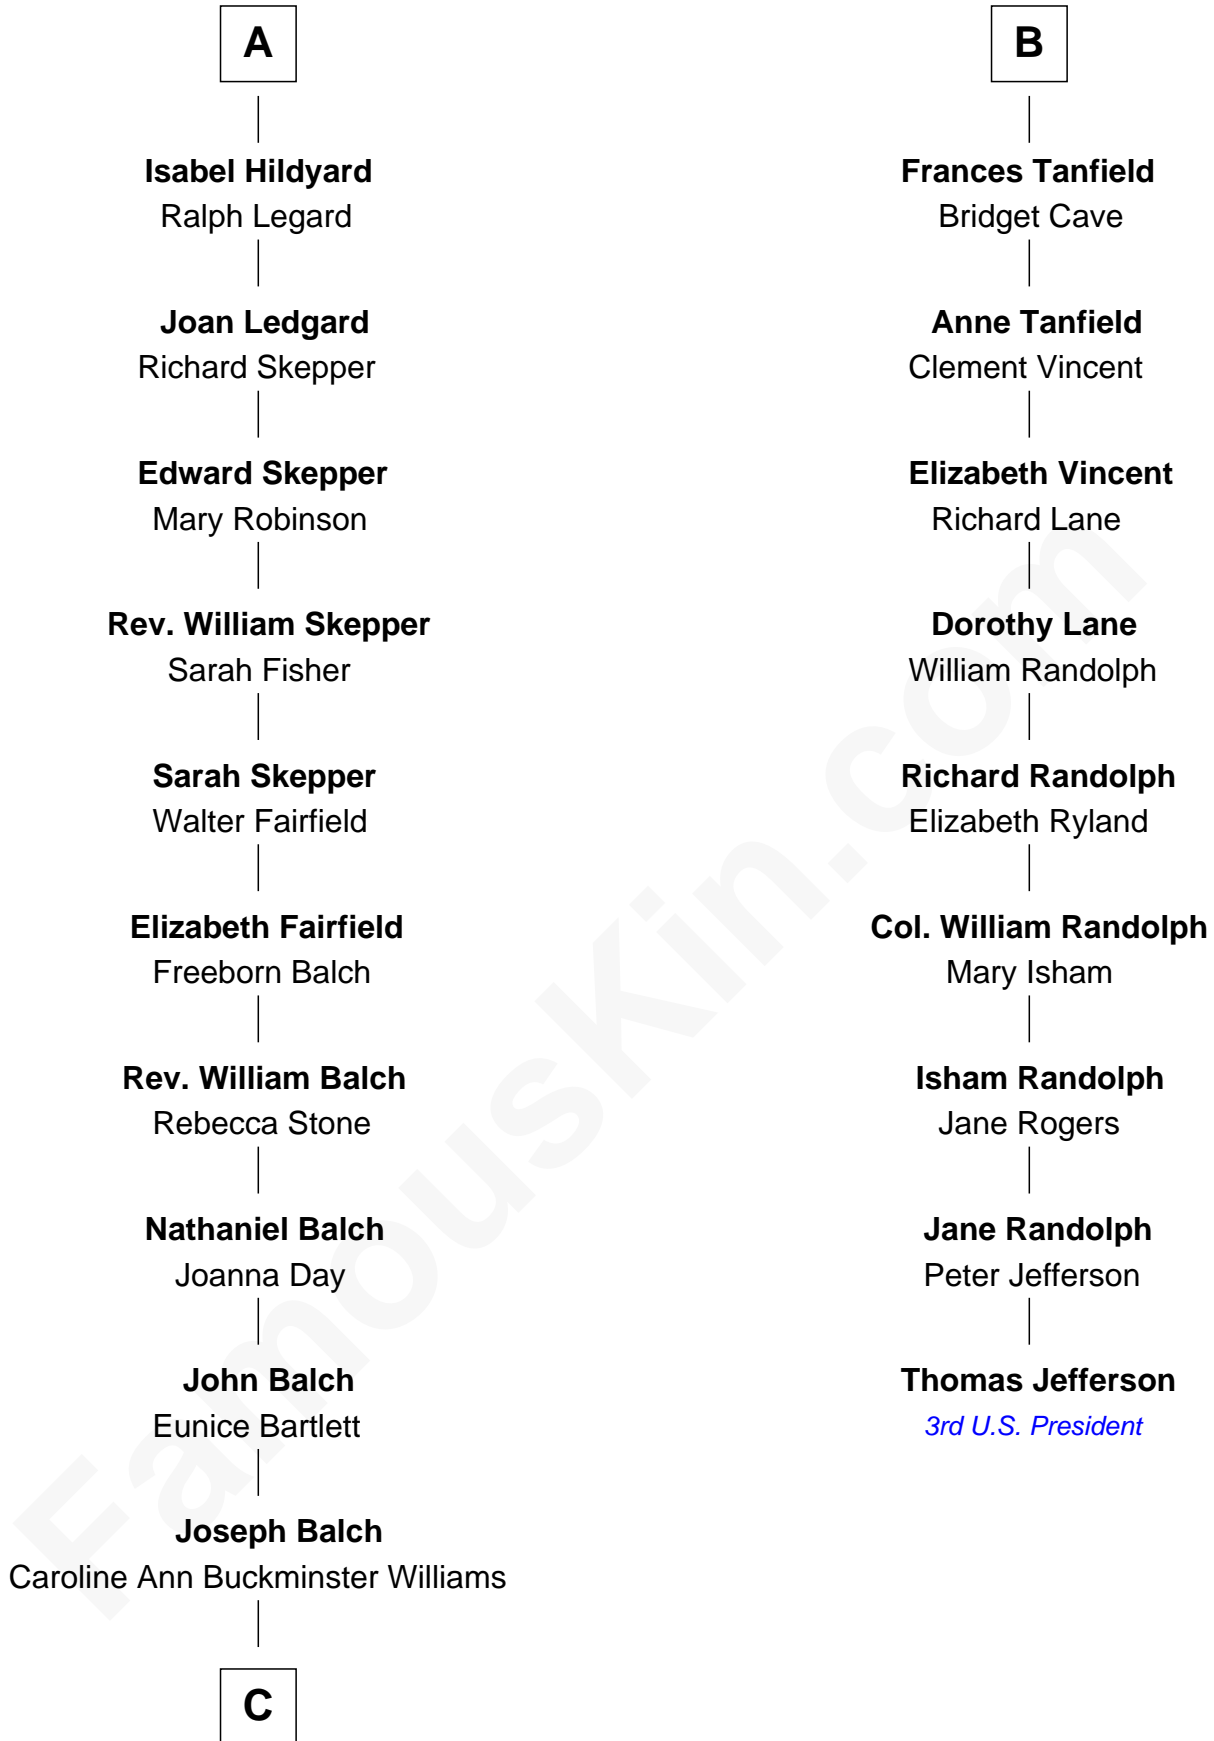 A
Isabel Hildyard
Ralph Legard
Joan Ledgard
Richard Skepper
Edward Skepper
Mary Robinson
Rev. William Skepper
Sarah Fisher
Sarah Skepper
Walter Fairfield
Elizabeth Fairfield
Freeborn Balch
Rev. William Balch
Rebecca Stone
Nathaniel Balch
Joanna Day
John Balch
Eunice Bartlett
Joseph Balch
Caroline Ann Buckminster Williams
C
B
Frances Tanfield
Bridget Cave
Anne Tanfield
Clement Vincent
Elizabeth Vincent
Richard Lane
Dorothy Lane
William Randolph
Richard Randolph
Elizabeth Ryland
Col. William Randolph
Mary Isham
Isham Randolph
Jane Rogers
Jane Randolph
Peter Jefferson
Thomas Jefferson
3rd U.S. President
FamousKin.com